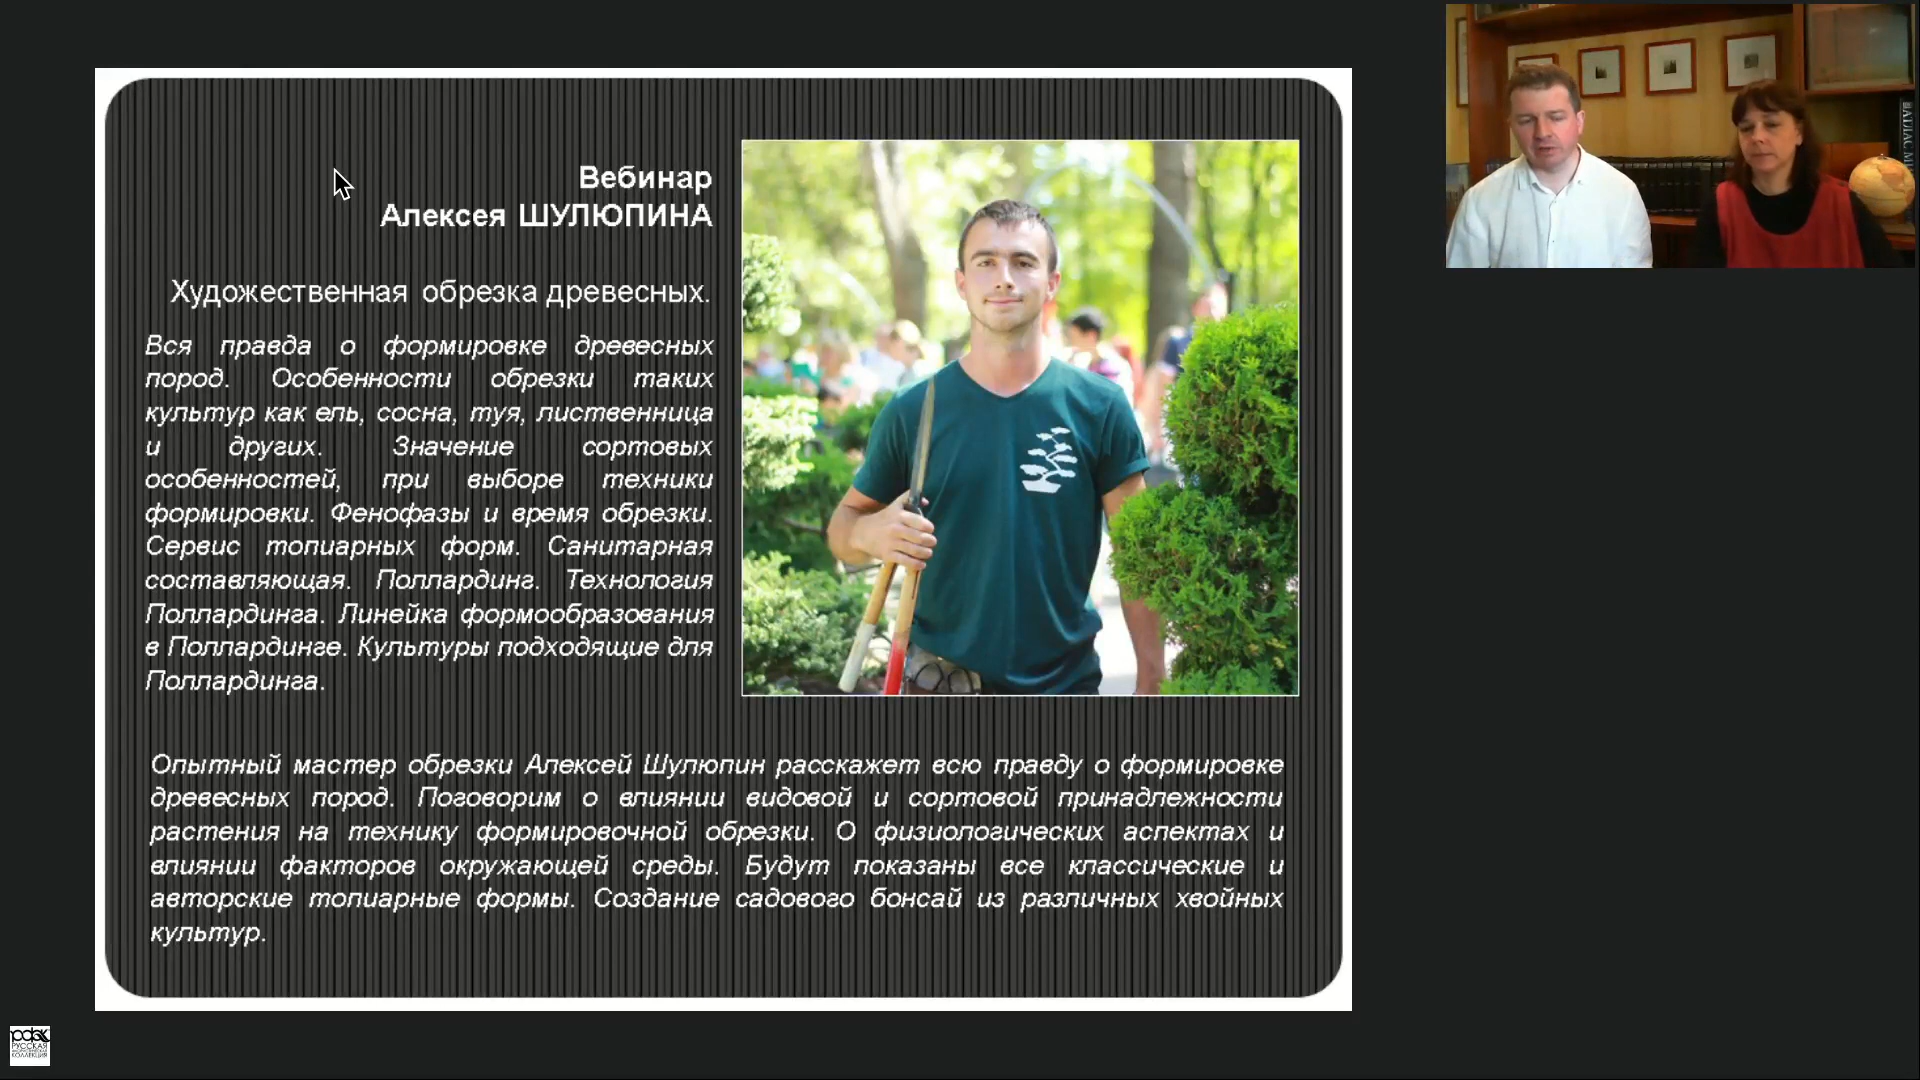 Вебинар
Алексея ШУЛЮПИНА
Художественная обрезка древесных.
Вся правда о формировке древесных
пород. Особенности обрезки таких
культур как ель, сосна, туя, лиственница
и других. Значение сортовых
особенностей, при выборе техники
формировки. Фенофазы и время обрезки.
Сервис топиарных форм. Санитарная
составляющая. Поллардинг. Технология
Поллардинга. Линейка формообразования
в Поллардинге. Культуры подходящие для
Поллардинга.
Опытный мастер обрезки Алексей Шулюпин расскажет всю правду о формировке
древесных пород. Поговорим о влиянии видовой и сортовой принадлежности
растения на технику формировочной обрезки. О физиологических аспектах и
влиянии факторов окружающей среды. Будут показаны все классические и
авторские топиарные формы. Создание садового бонсай из различных хвойных
культур.
РУССКАЯ
КОЛЛЕКЦИЯ